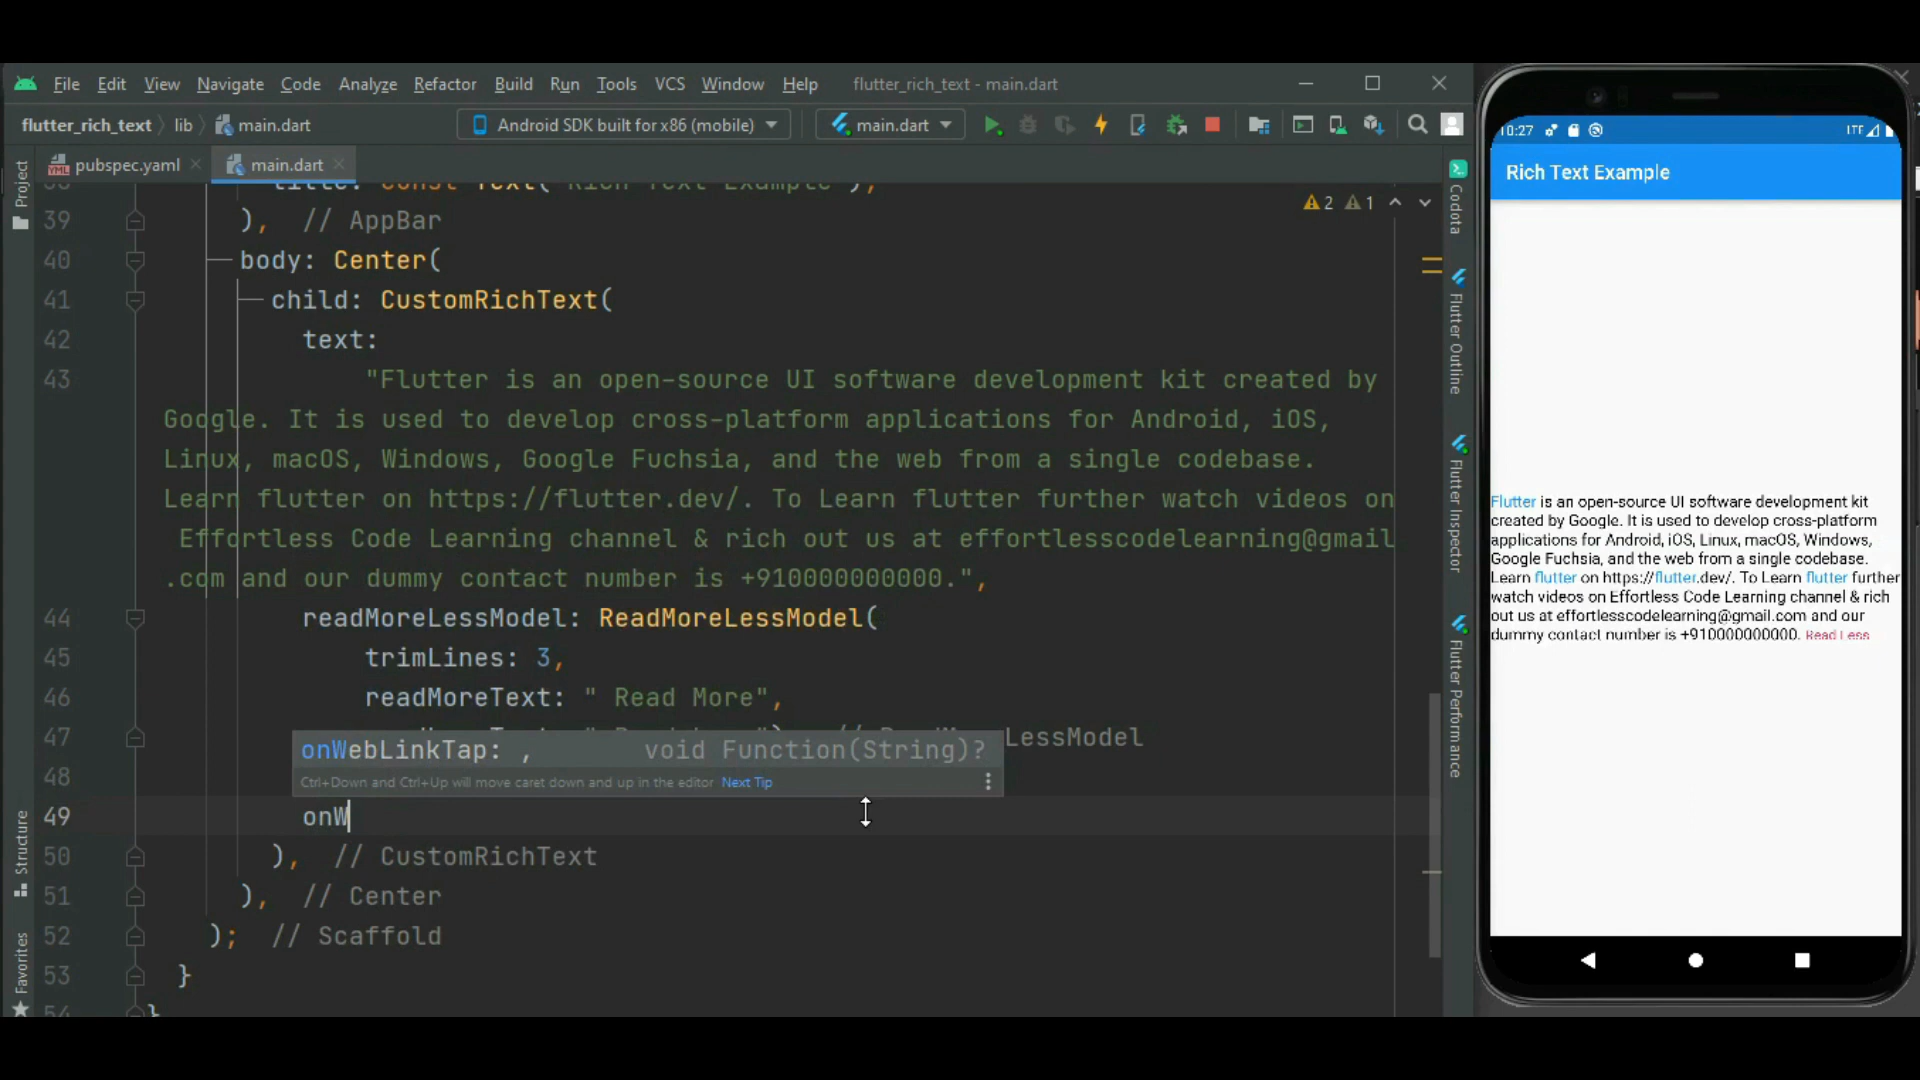 File Edit View Navigate Code Analyze Refactor Build Run Tools VCS Window Help flutter_rich_text - main.dart
flutter_rich_text lib main.dart Android SDK built for x86 (mobile) main.dart
pubspec.yaml main.dart
Project
Structure
Favorites
title: const Text("Rich Text Example"),
2 1
39 ), // AppBar
40 body: Center(
41 child: CustomRichText(
42 text:
43 "Flutter is an open-source UI software development kit created by
Google. It is used to develop cross-platform applications for Android, iOS,
Linux, macOS, Windows, Google Fuchsia, and the web from a single codebase.
Learn flutter on https://flutter.dev/. To Learn flutter further watch videos on
Effortless Code Learning channel & rich out us at effortlesscodelearning@gmail
.com and our dummy contact number is +910000000000.",
44 readMoreLessModel: ReadMoreLessModel(
45 trimLines: 3,
46 readMoreText: " Read More",
47 LessModel
onWebLinkTap: , void Function(String)?
48
Ctrl+Down and Ctrl+Up will move caret down and up in the editor Next Tip
49 onW
50 ), // CustomRichText
51 ), // Center
52 ); // Scaffold
53 }
54 }
Codota
Flutter Outline
Flutter Inspector
Flutter Performance
10:27 LTE
Rich Text Example
Flutter is an open-source UI software development kit
created by Google. It is used to develop cross-platform
applications for Android, iOS, Linux, macOS, Windows,
Google Fuchsia, and the web from a single codebase.
Learn flutter on https://flutter.dev/. To Learn flutter further
watch videos on Effortless Code Learning channel & rich
out us at effortlesscodelearning@gmail.com and our
dummy contact number is +910000000000. Read Less